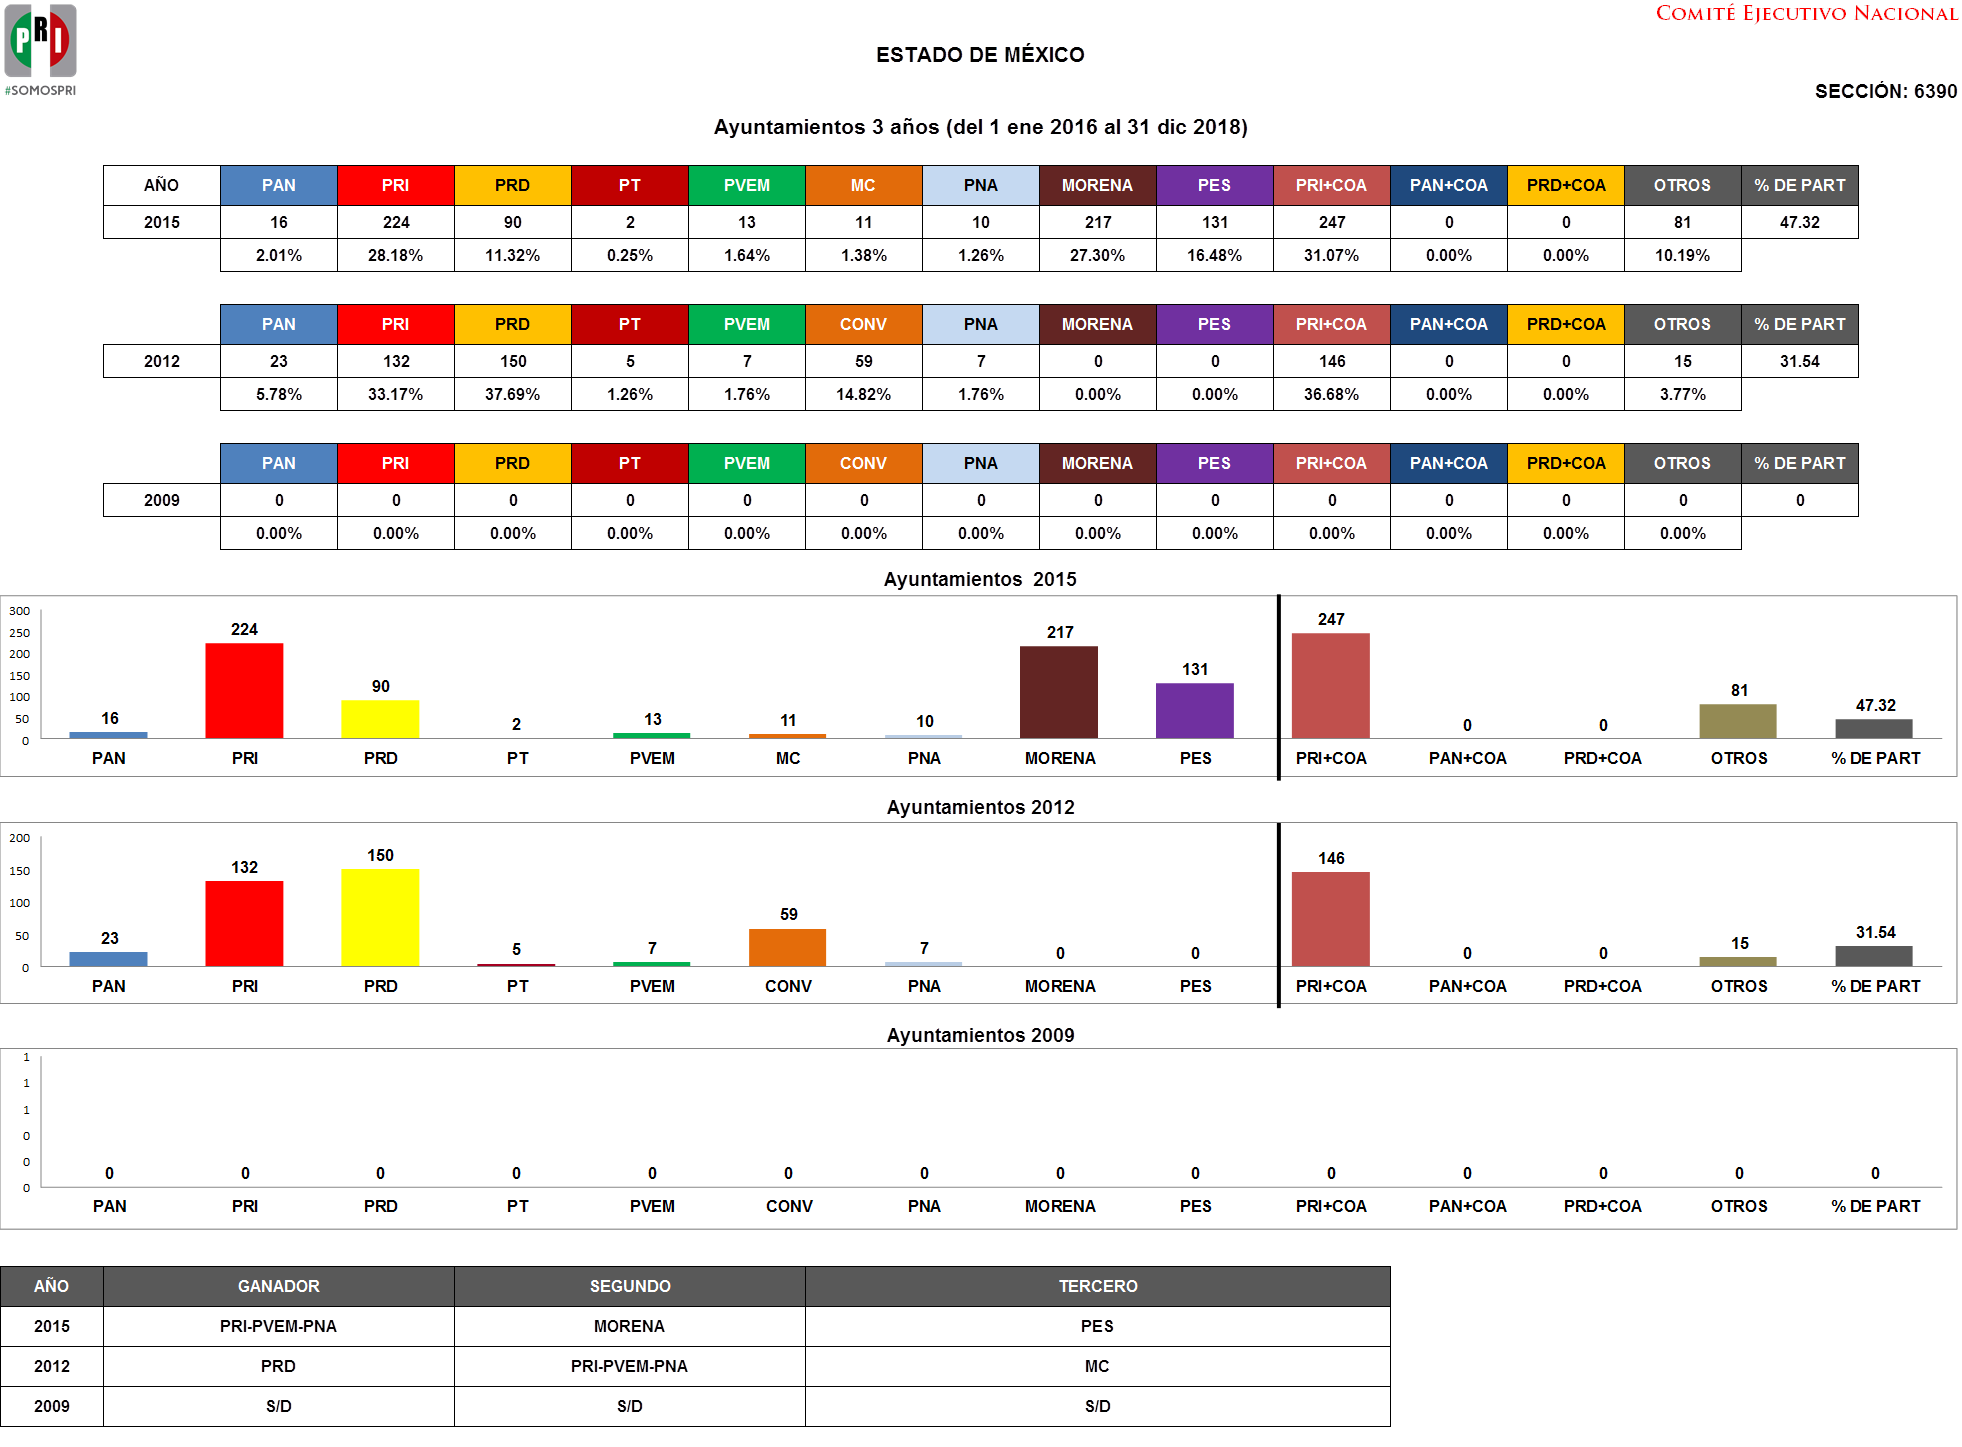 PRI
#SOMOSPRI
COMITÉ EJECUTIVO NACIONAL
ESTADO DE MÉXICO
SECCIÓN: 6390
Ayuntamientos 3 años (del 1 ene 2016 al 31 dic 2018)
AÑO PAN PRI PRD PT PVEM MC PNA MORENA PES PRI+COA PAN+COA PRD+COA OTROS % DE PART
2015 16 224 90 2 13 11 10 217 131 247 0 0 81 47.32
2.01% 28.18% 11.32% 0.25% 1.64% 1.38% 1.26% 27.30% 16.48% 31.07% 0.00% 0.00% 10.19%
PAN PRI PRD PT PVEM CONV PNA MORENA PES PRI+COA PAN+COA PRD+COA OTROS % DE PART
2012 23 132 150 5 7 59 7 0 0 146 0 0 15 31.54
5.78% 33.17% 37.69% 1.26% 1.76% 14.82% 1.76% 0.00% 0.00% 36.68% 0.00% 0.00% 3.77%
PAN PRI PRD PT PVEM CONV PNA MORENA PES PRI+COA PAN+COA PRD+COA OTROS % DE PART
2009 0 0 0 0 0 0 0 0 0 0 0 0 0 0
0.00% 0.00% 0.00% 0.00% 0.00% 0.00% 0.00% 0.00% 0.00% 0.00% 0.00% 0.00% 0.00%
Ayuntamientos 2015
300
250
200
150
100
50
0
16 224 90 2 13 11 10 217 131 247 0 0 81 47.32
PAN PRI PRD PT PVEM MC PNA MORENA PES PRI+COA PAN+COA PRD+COA OTROS % DE PART
Ayuntamientos 2012
200
150
100
50
0
23 132 150 5 7 59 7 0 0 146 0 0 15 31.54
PAN PRI PRD PT PVEM CONV PNA MORENA PES PRI+COA PAN+COA PRD+COA OTROS % DE PART
Ayuntamientos 2009
1
1
1
0
0
0
0 0 0 0 0 0 0 0 0 0 0 0 0 0
PAN PRI PRD PT PVEM CONV PNA MORENA PES PRI+COA PAN+COA PRD+COA OTROS % DE PART
AÑO GANADOR SEGUNDO TERCERO
2015 PRI-PVEM-PNA MORENA PES
2012 PRD PRI-PVEM-PNA MC
2009 S/D S/D S/D